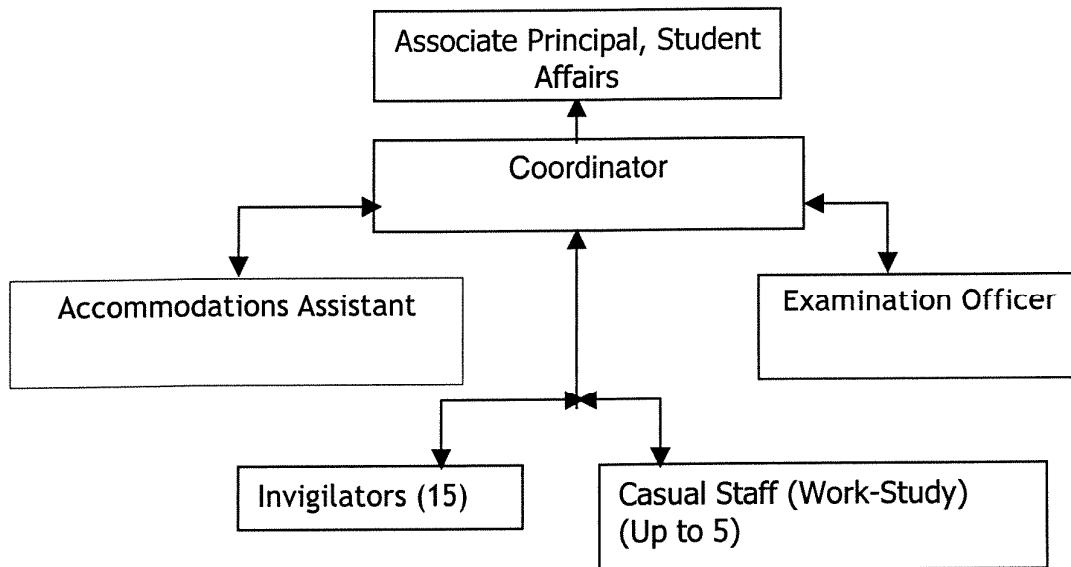 Associate Principal, Student
Affairs
Coordinator
Accommodations Assistant
Examination Officer
Invigilators (15)
Casual Staff (Work-Study)
(Up to 5)